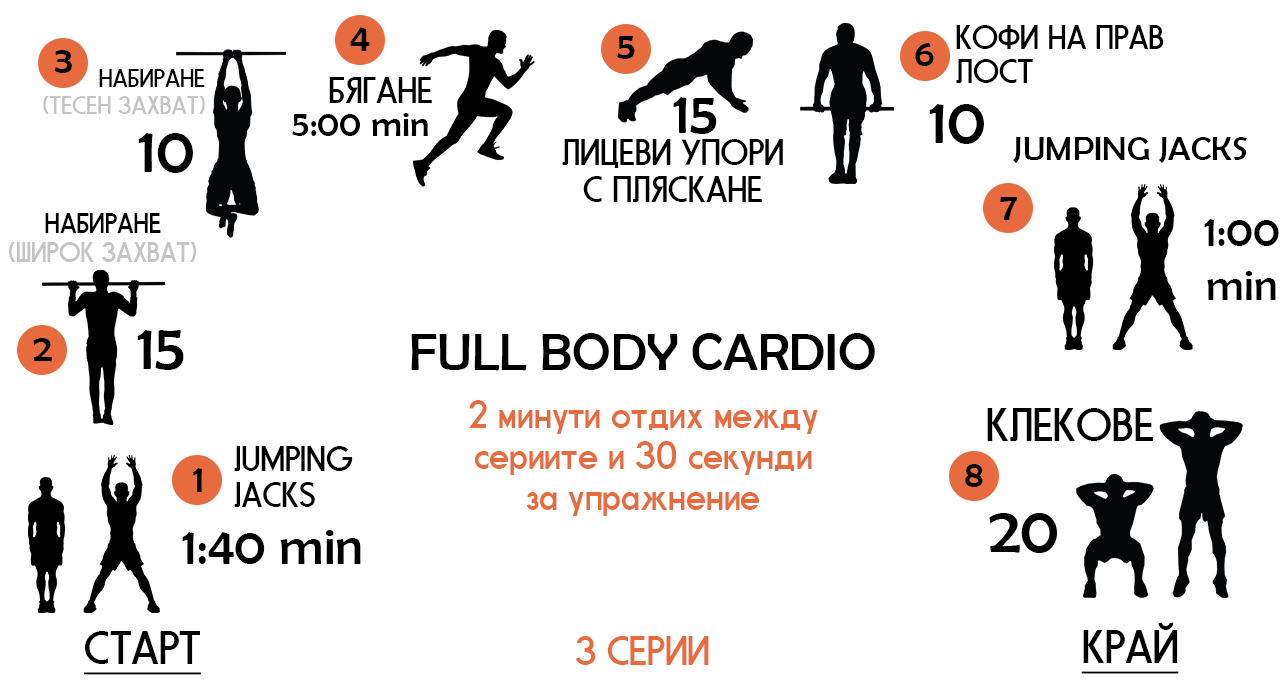 СТАРТ
1
JUMPING
JACKS
1:40 min
НАБИРАНЕ
(ШИРОК ЗАХВАТ)
2
15
3
НАБИРАНЕ
(ТЕСЕН ЗАХВАТ)
10
4
БЯГАНЕ
5:00 min
5
15
ЛИЦЕВИ УПОРИ
С ПЛЯСКАНЕ
6
КОФИ НА ПРАВ
ЛОСТ
10
JUMPING JACKS
7
1:00
min
КЛЕКОВЕ
8
20
КРАЙ
FULL BODY CARDIO
2 минути отдих между
сериите и 30 секунди
за упражнение
3 СЕРИИ